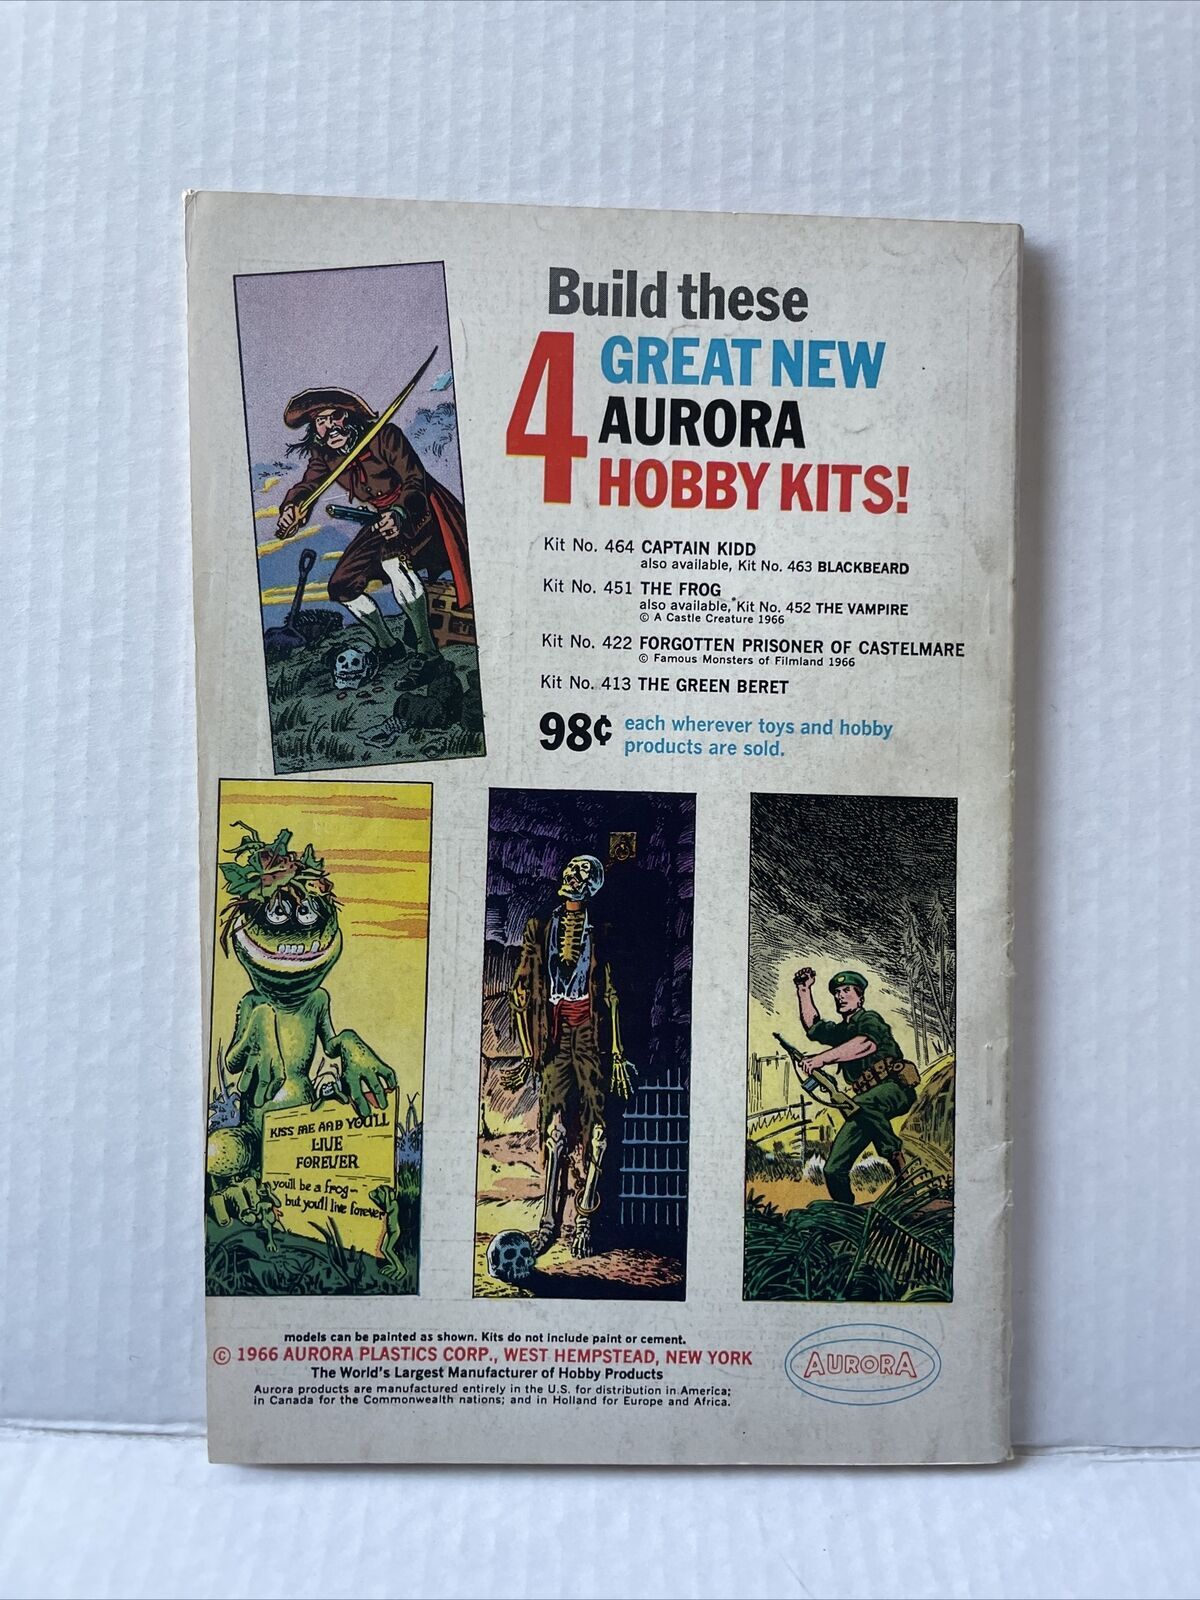 Build these
4 GREAT NEW
AURORA
HOBBY KITS!
Kit No. 464 CAPTAIN KIDD
also available, Kit No. 463 BLACKBEARD
Kit No. 451 THE FROG
also available, Kit No. 452 THE VAMPIRE
© A Castle Creature 1966
Kit No. 422 FORGOTTEN PRISONER OF CASTELMARE
© Famous Monsters of Filmland 1966
Kit No. 413 THE GREEN BERET
98¢ each wherever toys and hobby
products are sold.
KISS ME AND YOU'LL
LIVE
FOREVER
you'll be a frog-
but you'll live forever
models can be painted as shown. Kits do not include paint or cement.
© 1966 AURORA PLASTICS CORP., WEST HEMPSTEAD, NEW YORK
The World's Largest Manufacturer of Hobby Products
Aurora products are manufactured entirely in the U.S. for distribution in America;
in Canada for the Commonwealth nations; and in Holland for Europe and Africa.
AURORA